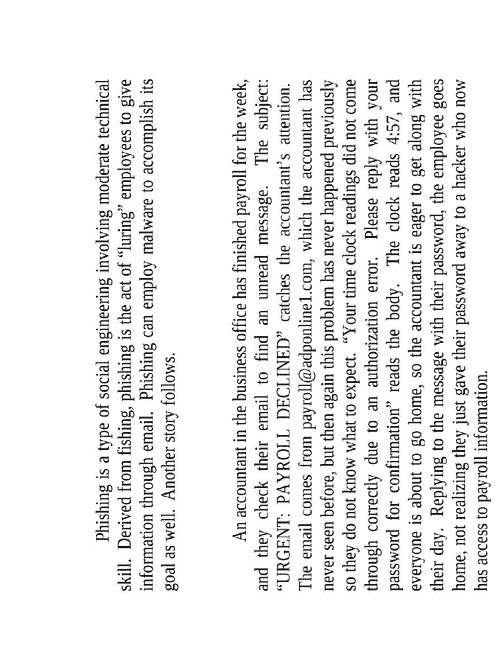 Phishing is a type of social engineering involving moderate technical
skill. Derived from fishing, phishing is the act of “luring” employees to give
information through email. Phishing can employ malware to accomplish its
goal as well. Another story follows.
An accountant in the business office has finished payroll for the week,
and they check their email to find an unread message. The subject:
“URGENT: PAYROLL DECLINED” catches the accountant’s attention.
The email comes from payroll@adponline1.com, which the accountant has
never seen before, but then again this problem has never happened previously
so they do not know what to expect. “Your time clock readings did not come
through correctly due to an authorization error. Please reply with your
password for confirmation” reads the body. The clock reads 4:57, and
everyone is about to go home, so the accountant is eager to get along with
their day. Replying to the message with their password, the employee goes
home, not realizing they just gave their password away to a hacker who now
has access to payroll information.